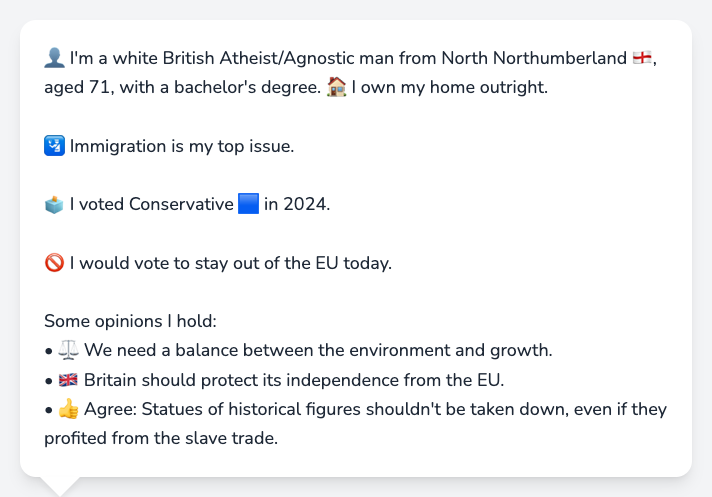 👤 I'm a white British Atheist/Agnostic man from North Northumberland 🏴󠁧󠁢󠁥󠁮󠁧󠁿,
aged 71, with a bachelor's degree. 🏠 I own my home outright.
🛂 Immigration is my top issue.
🗳️ I voted Conservative 🟦 in 2024.
🚫 I would vote to stay out of the EU today.
Some opinions I hold:
• ⚖️ We need a balance between the environment and growth.
• 🇬🇧 Britain should protect its independence from the EU.
• 👍 Agree: Statues of historical figures shouldn't be taken down, even if they
profited from the slave trade.